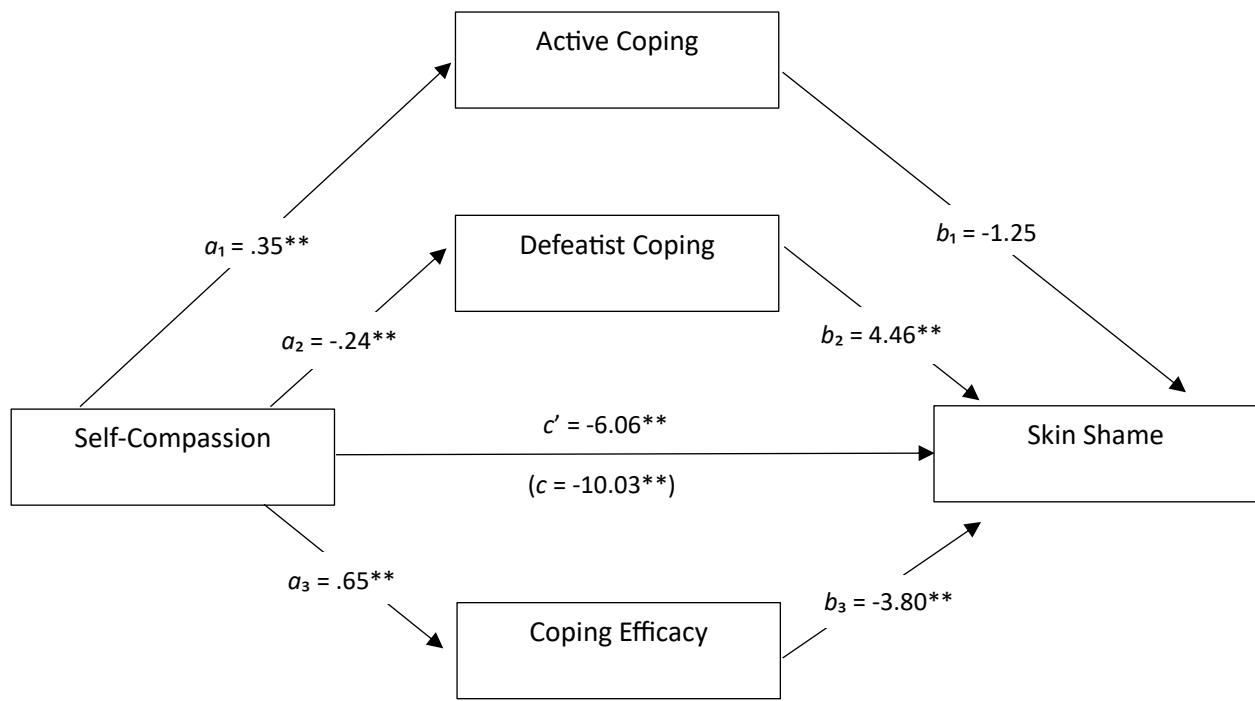 Active Coping
a₁ = .35**
b₁ = -1.25
Defeatist Coping
a₂ = -.24**
b₂ = 4.46**
Self-Compassion
c’ = -6.06**
(c = -10.03**)
Skin Shame
a₃ = .65**
b₃ = -3.80**
Coping Efficacy